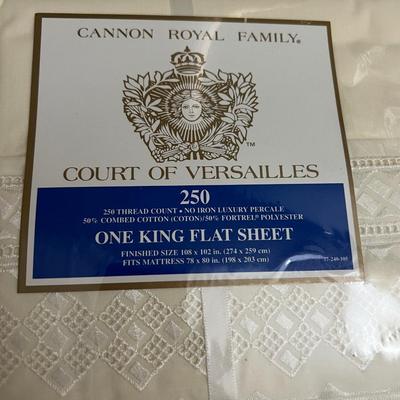 CANNON ROYAL FAMILY®
TM
COURT OF VERSAILLES
250
250 THREAD COUNT • NO IRON LUXURY PERCALE
50% COMBED COTTON (COTON)/50% FORTREL® POLYESTER
ONE KING FLAT SHEET
FINISHED SIZE 108 x 102 in. (274 x 259 cm)
FITS MATTRESS 78 x 80 in. (198 x 203 cm)